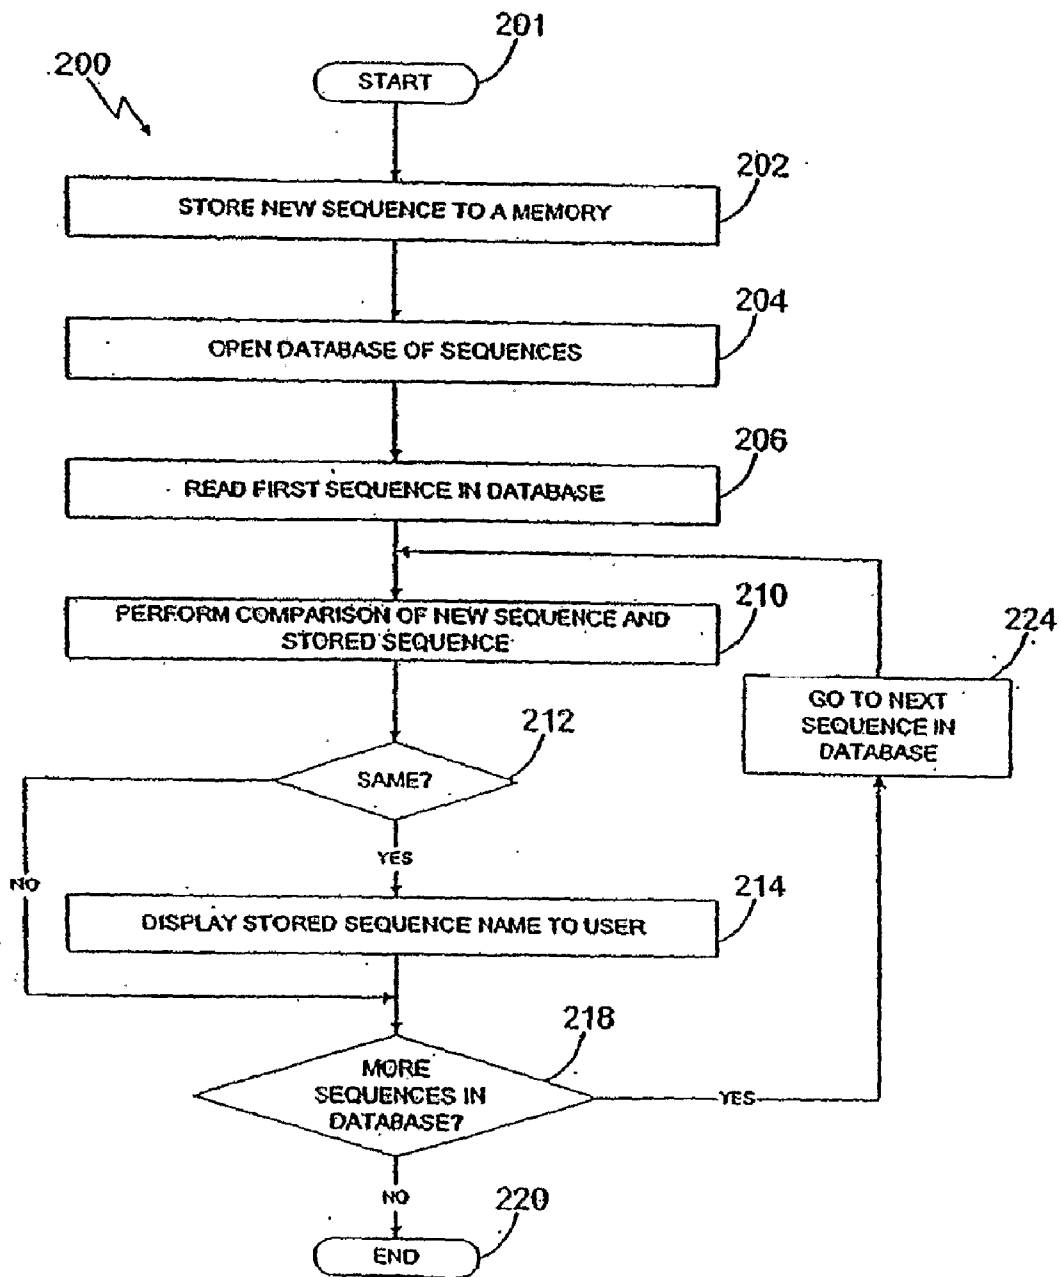 201
200
START
202
STORE NEW SEQUENCE TO A MEMORY
204
OPEN DATABASE OF SEQUENCES
206
READ FIRST SEQUENCE IN DATABASE
210
PERFORM COMPARISON OF NEW SEQUENCE AND
STORED SEQUENCE
224
GO TO NEXT
SEQUENCE IN
DATABASE
212
SAME?
YES
NO
214
DISPLAY STORED SEQUENCE NAME TO USER
218
MORE
SEQUENCES IN
DATABASE?
YES
NO
220
END